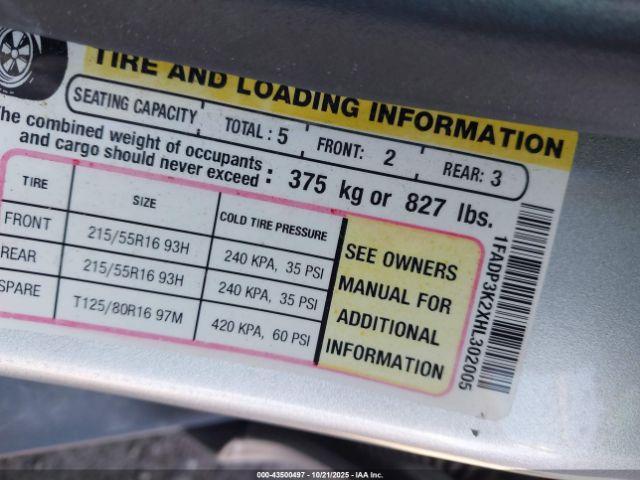 TIRE AND LOADING INFORMATION
SEATING CAPACITY TOTAL : 5 FRONT: 2 REAR: 3
The combined weight of occupants
and cargo should never exceed : 375 kg or 827 lbs.
TIRE SIZE COLD TIRE PRESSURE
FRONT 215/55R16 93H 240 KPA, 35 PSI
REAR 215/55R16 93H 240 KPA, 35 PSI
SPARE T125/80R16 97M 420 KPA, 60 PSI
SEE OWNERS
MANUAL FOR
ADDITIONAL
INFORMATION
1FADP3K2XHL302005
000-43500497 - 10/21/2025 - IAA Inc.